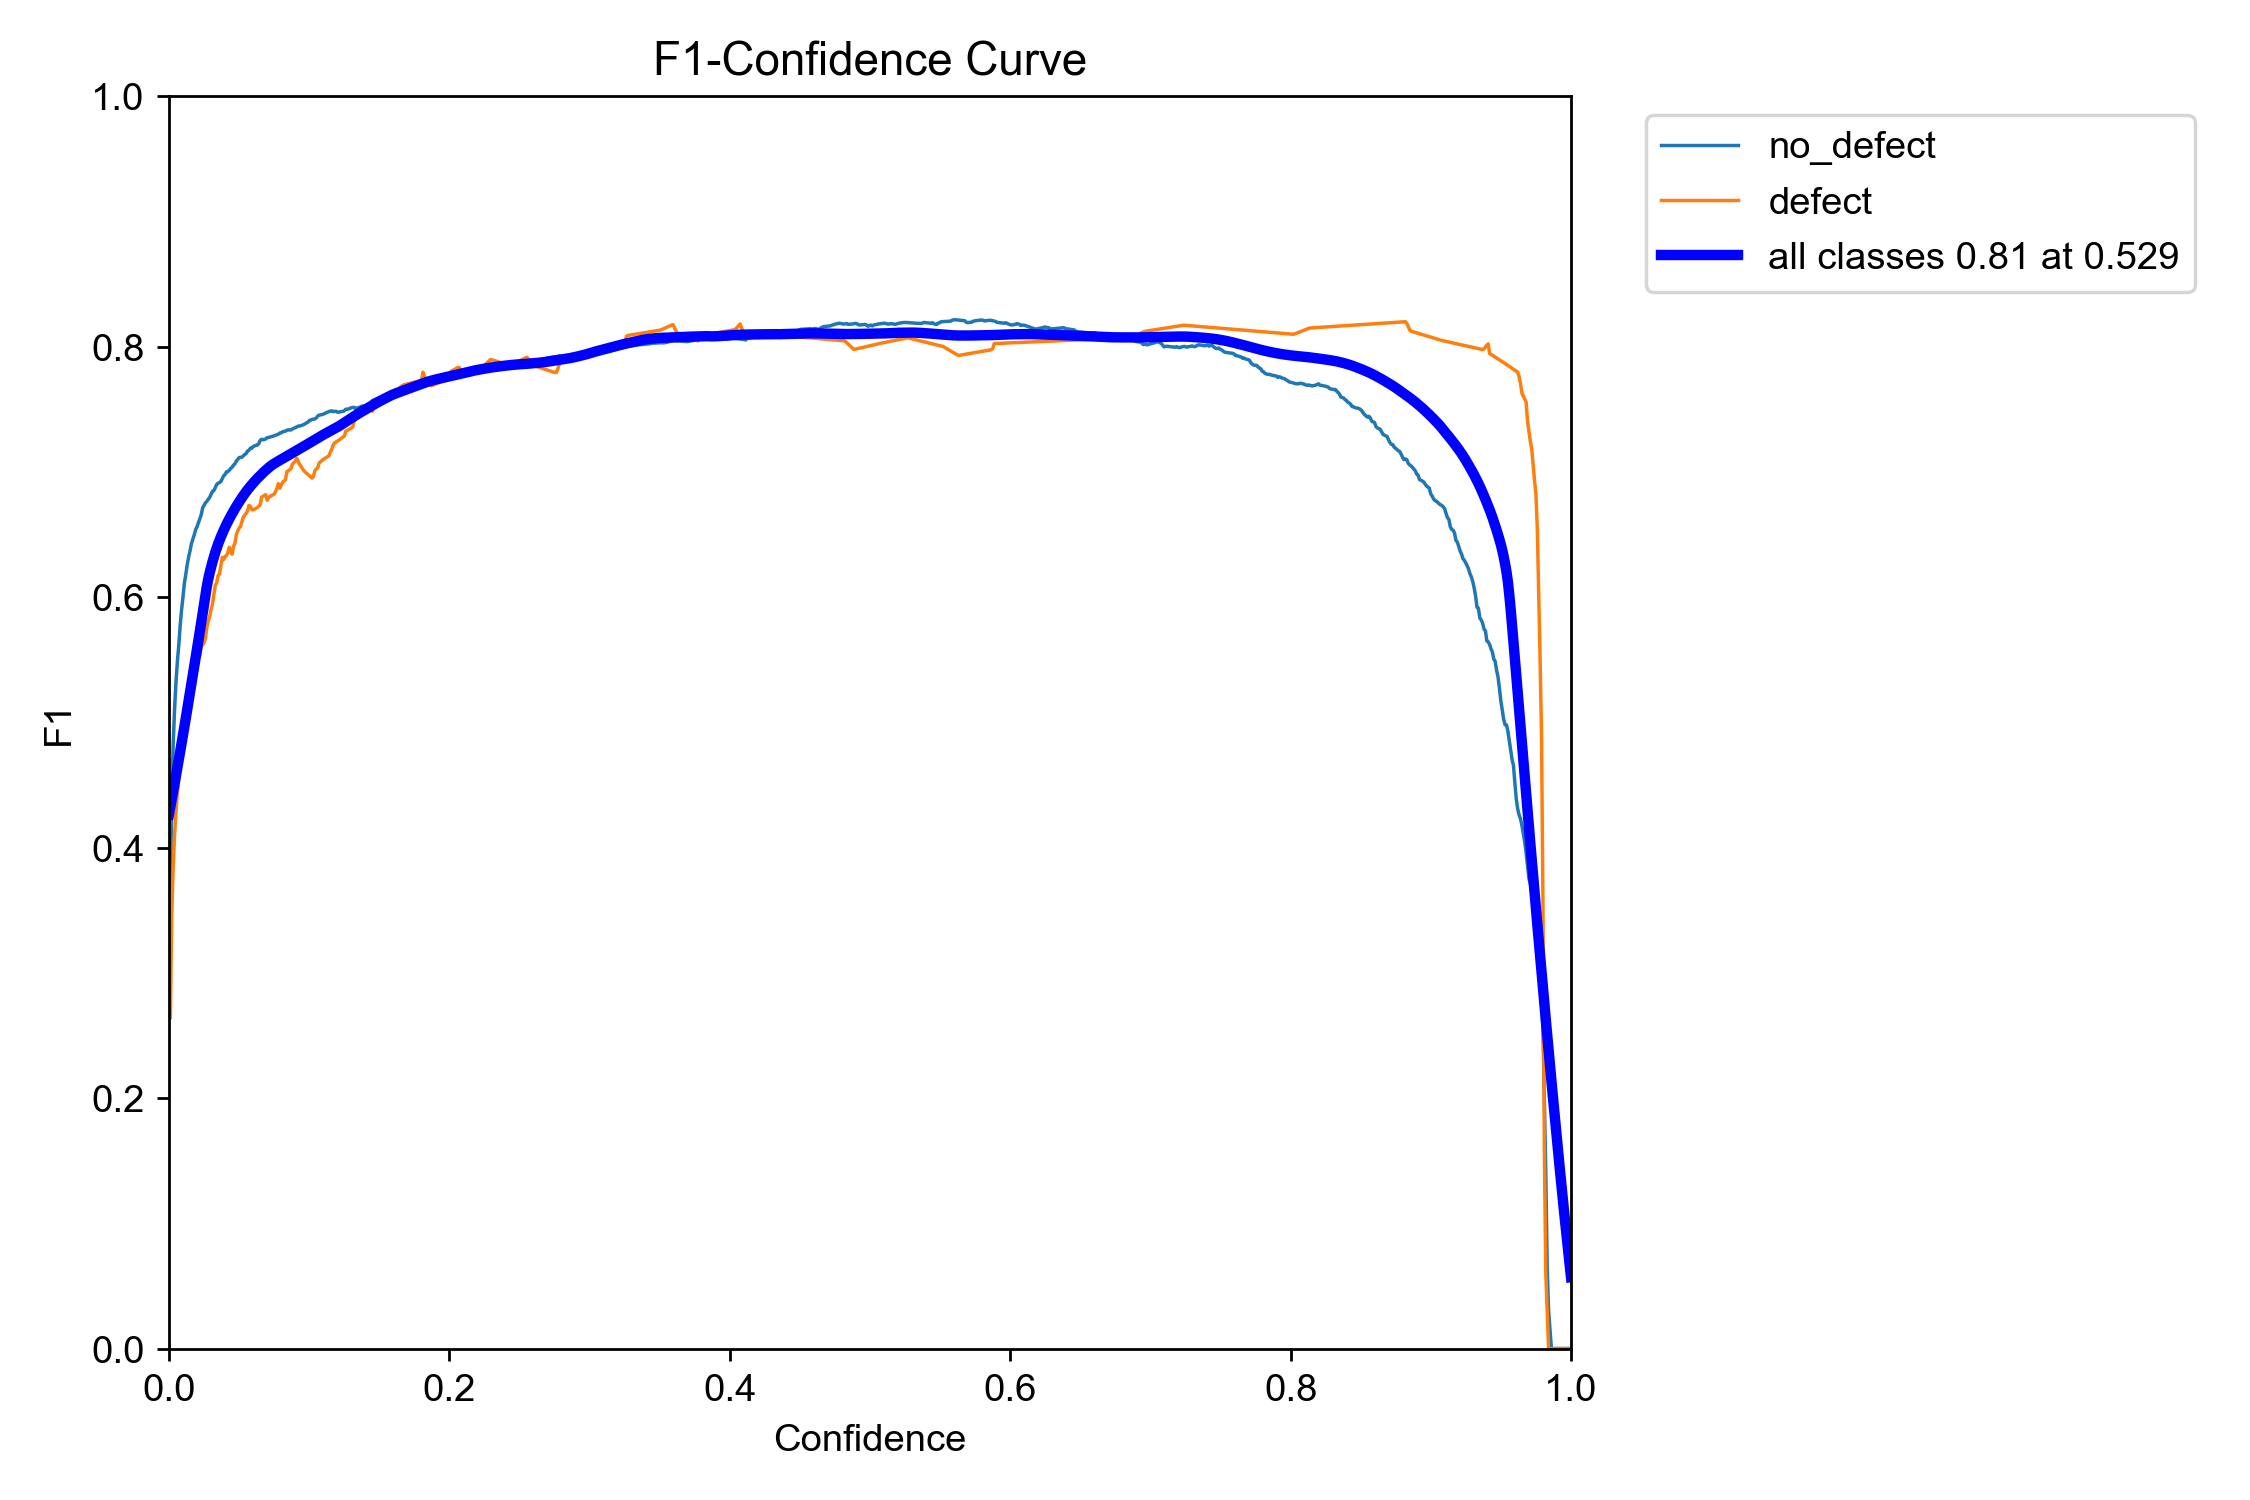 F1-Confidence Curve
1.0
0.8
0.6
0.4
0.2
0.0
F1
0.0 0.2 0.4 0.6 0.8 1.0
Confidence
no_defect
defect
all classes 0.81 at 0.529